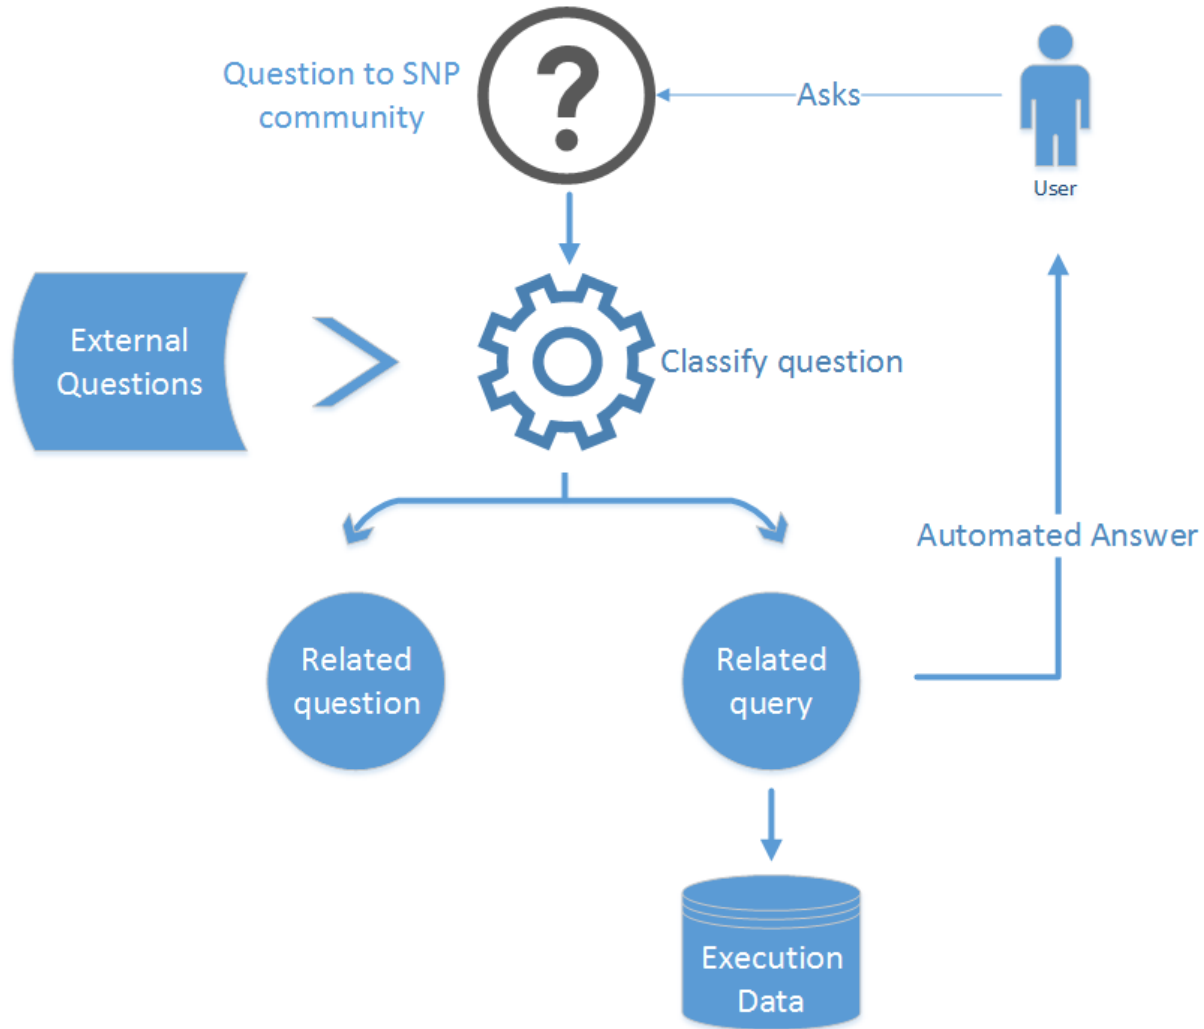 Question to SNP
community
Asks
User
External
Questions
Classify question
Automated Answer
Related
question
Related
query
Execution
Data